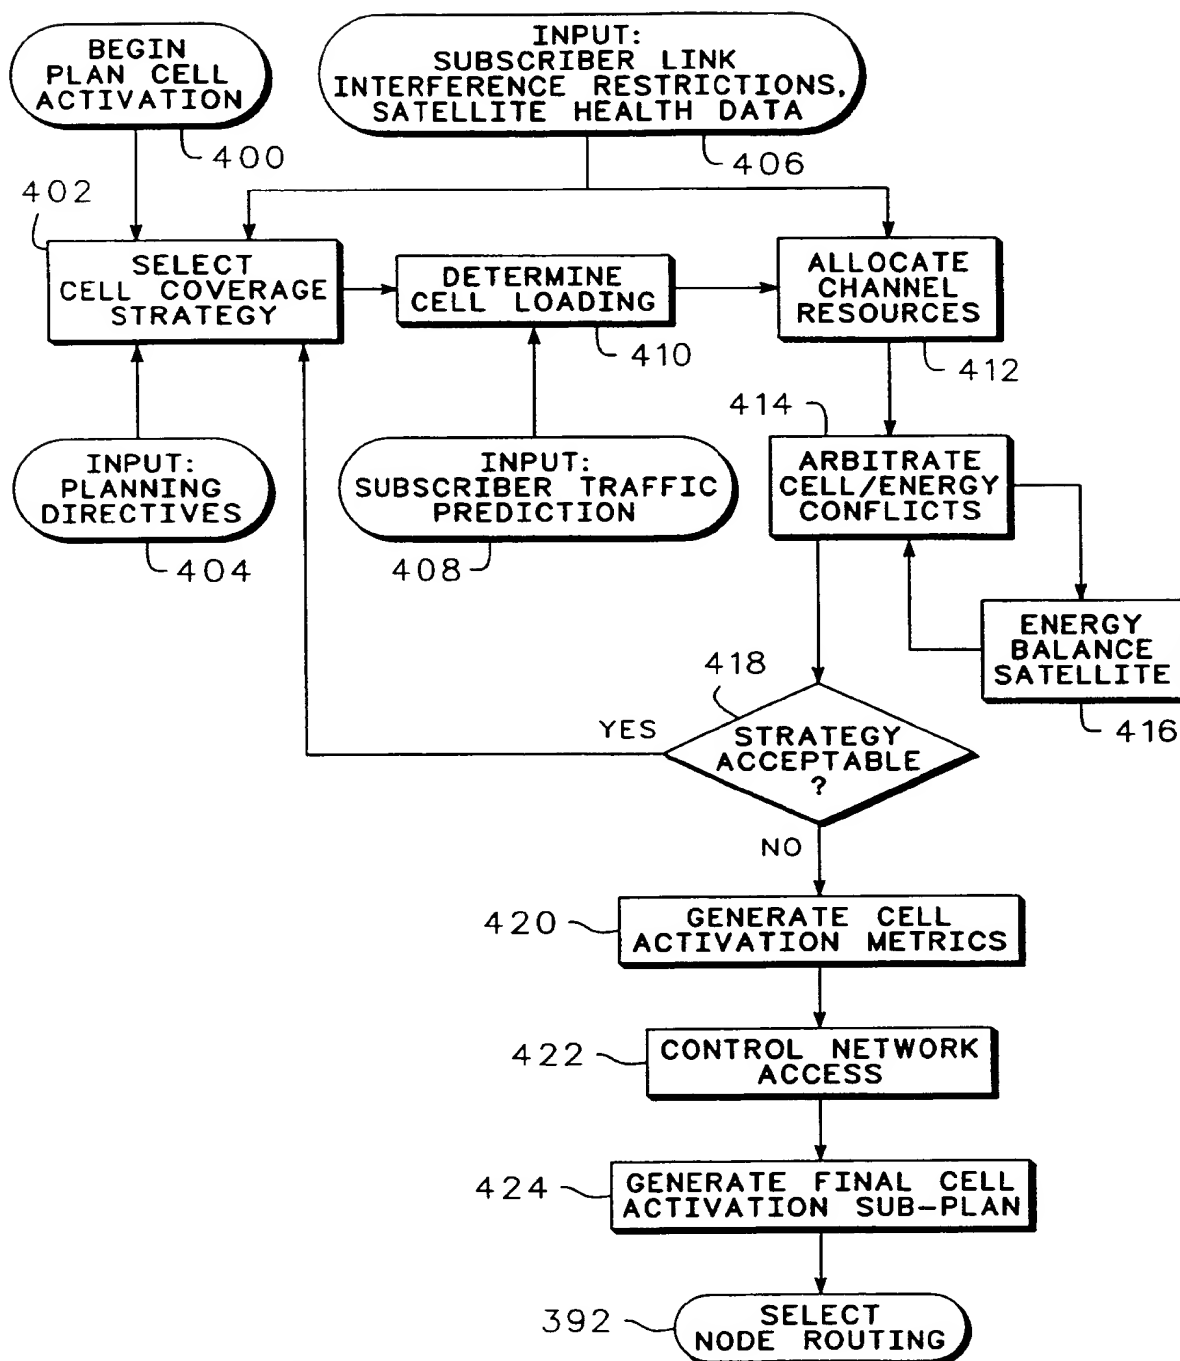 BEGIN
PLAN CELL
ACTIVATION
400
INPUT:
SUBSCRIBER LINK
INTERFERENCE RESTRICTIONS,
SATELLITE HEALTH DATA
406
402
SELECT
CELL COVERAGE
STRATEGY
DETERMINE
CELL LOADING
410
ALLOCATE
CHANNEL
RESOURCES
412
INPUT:
PLANNING
DIRECTIVES
404
INPUT:
SUBSCRIBER TRAFFIC
PREDICTION
408
414
ARBITRATE
CELL/ENERGY
CONFLICTS
ENERGY
BALANCE
SATELLITE
416
418
STRATEGY
ACCEPTABLE
?
YES
NO
420
GENERATE CELL
ACTIVATION METRICS
422
CONTROL NETWORK
ACCESS
424
GENERATE FINAL CELL
ACTIVATION SUB-PLAN
392
SELECT
NODE ROUTING